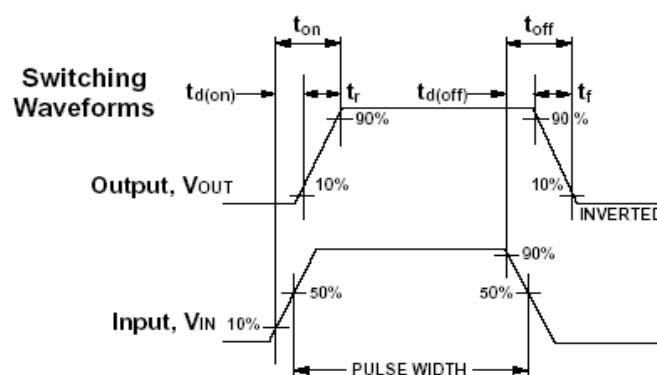 ton
toff
Switching
Waveforms
td(on)
tr
td(off)
tf
90%
90%
Output, VOUT
10%
10%
INVERTED
90%
50%
50%
Input, VIN
10%
PULSE WIDTH